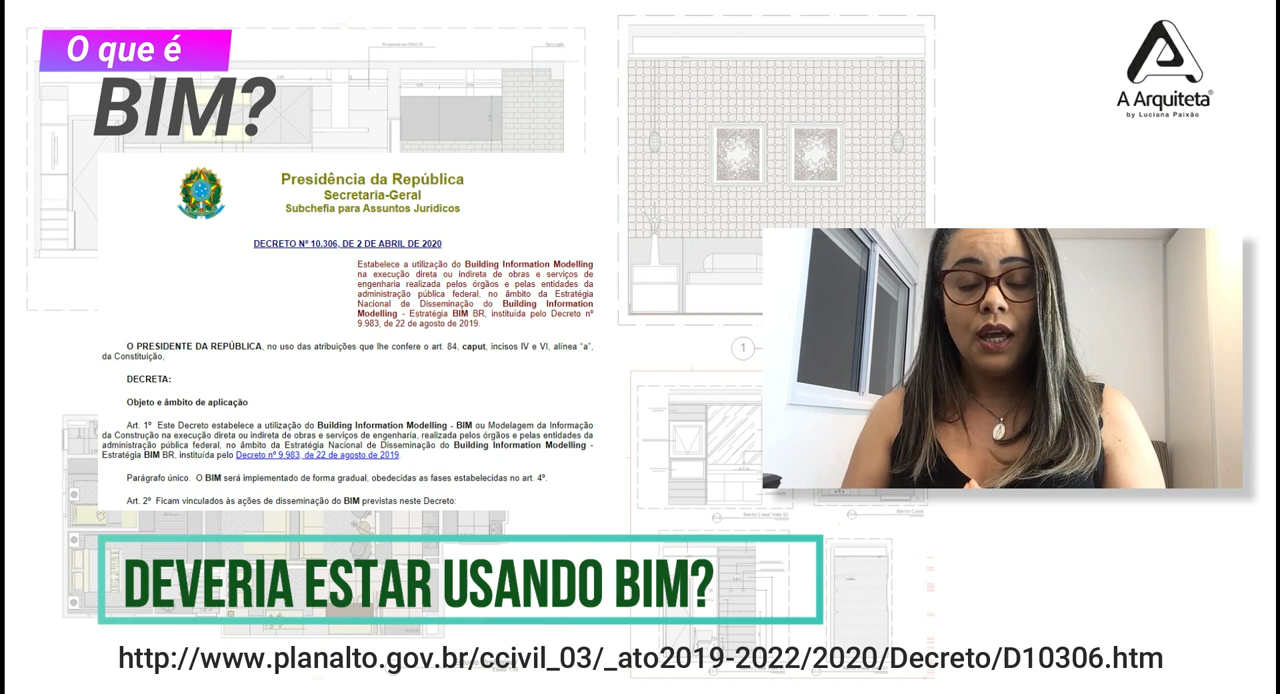 O que é
BIM?
A Arquiteta®
by Luciana Paixão
Presidência da República
Secretaria-Geral
Subchefia para Assuntos Jurídicos
DECRETO Nº 10.306, DE 2 DE ABRIL DE 2020
Estabelece a utilização do Building Information Modelling
na execução direta ou indireta de obras e serviços de
engenharia realizada pelos órgãos e pelas entidades da
administração pública federal, no âmbito da Estratégia
Nacional de Disseminação do Building Information
Modelling - Estratégia BIM BR, instituída pelo Decreto nº
9.983, de 22 de agosto de 2019.
O PRESIDENTE DA REPÚBLICA, no uso das atribuições que lhe confere o art. 84, caput, incisos IV e VI, alínea “a”,
da Constituição,
DECRETA:
Objeto e âmbito de aplicação
Art. 1º Este Decreto estabelece a utilização do Building Information Modelling - BIM ou Modelagem da Informação
da Construção na execução direta ou indireta de obras e serviços de engenharia, realizada pelos órgãos e pelas entidades da
administração pública federal, no âmbito da Estratégia Nacional de Disseminação do Building Information Modelling -
Estratégia BIM BR, instituída pelo Decreto nº 9.983, de 22 de agosto de 2019.
Parágrafo único. O BIM será implementado de forma gradual, obedecidas as fases estabelecidas no art. 4º.
Art. 2º Ficam vinculados às ações de disseminação do BIM previstas neste Decreto:
1
DEVERIA ESTAR USANDO BIM?
http://www.planalto.gov.br/ccivil_03/_ato2019-2022/2020/Decreto/D10306.htm